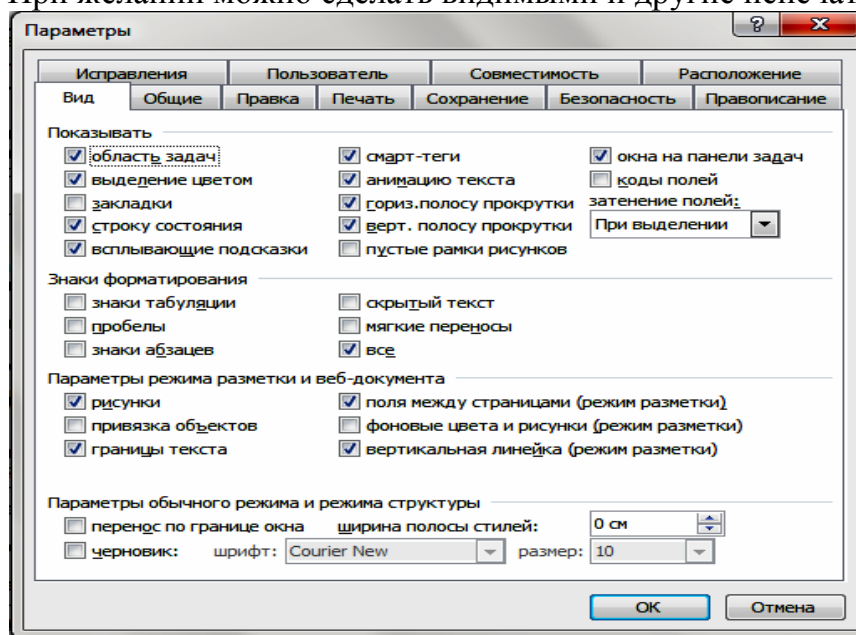 При желании можно сделать видимыми и другие непечат
Параметры
Исправления Пользователь Совместимость Расположение
Вид Общие Правка Печать Сохранение Безопасность Правописание
Показывать
область задач смарт-теги окна на панели задач
выделение цветом анимацию текста коды полей
закладки гориз.полосу прокрутки затенение полей:
строку состояния верт. полосу прокрутки При выделении
всплывающие подсказки пустые рамки рисунков
Знаки форматирования
знаки табуляции скрытый текст
пробелы мягкие переносы
знаки абзацев все
Параметры режима разметки и веб-документа
рисунки поля между страницами (режим разметки)
привязка объектов фоновые цвета и рисунки (режим разметки)
границы текста вертикальная линейка (режим разметки)
Параметры обычного режима и режима структуры
перенос по границе окна ширина полосы стилей: 0 см
черновик: шрифт: Courier New размер: 10
ОК Отмена